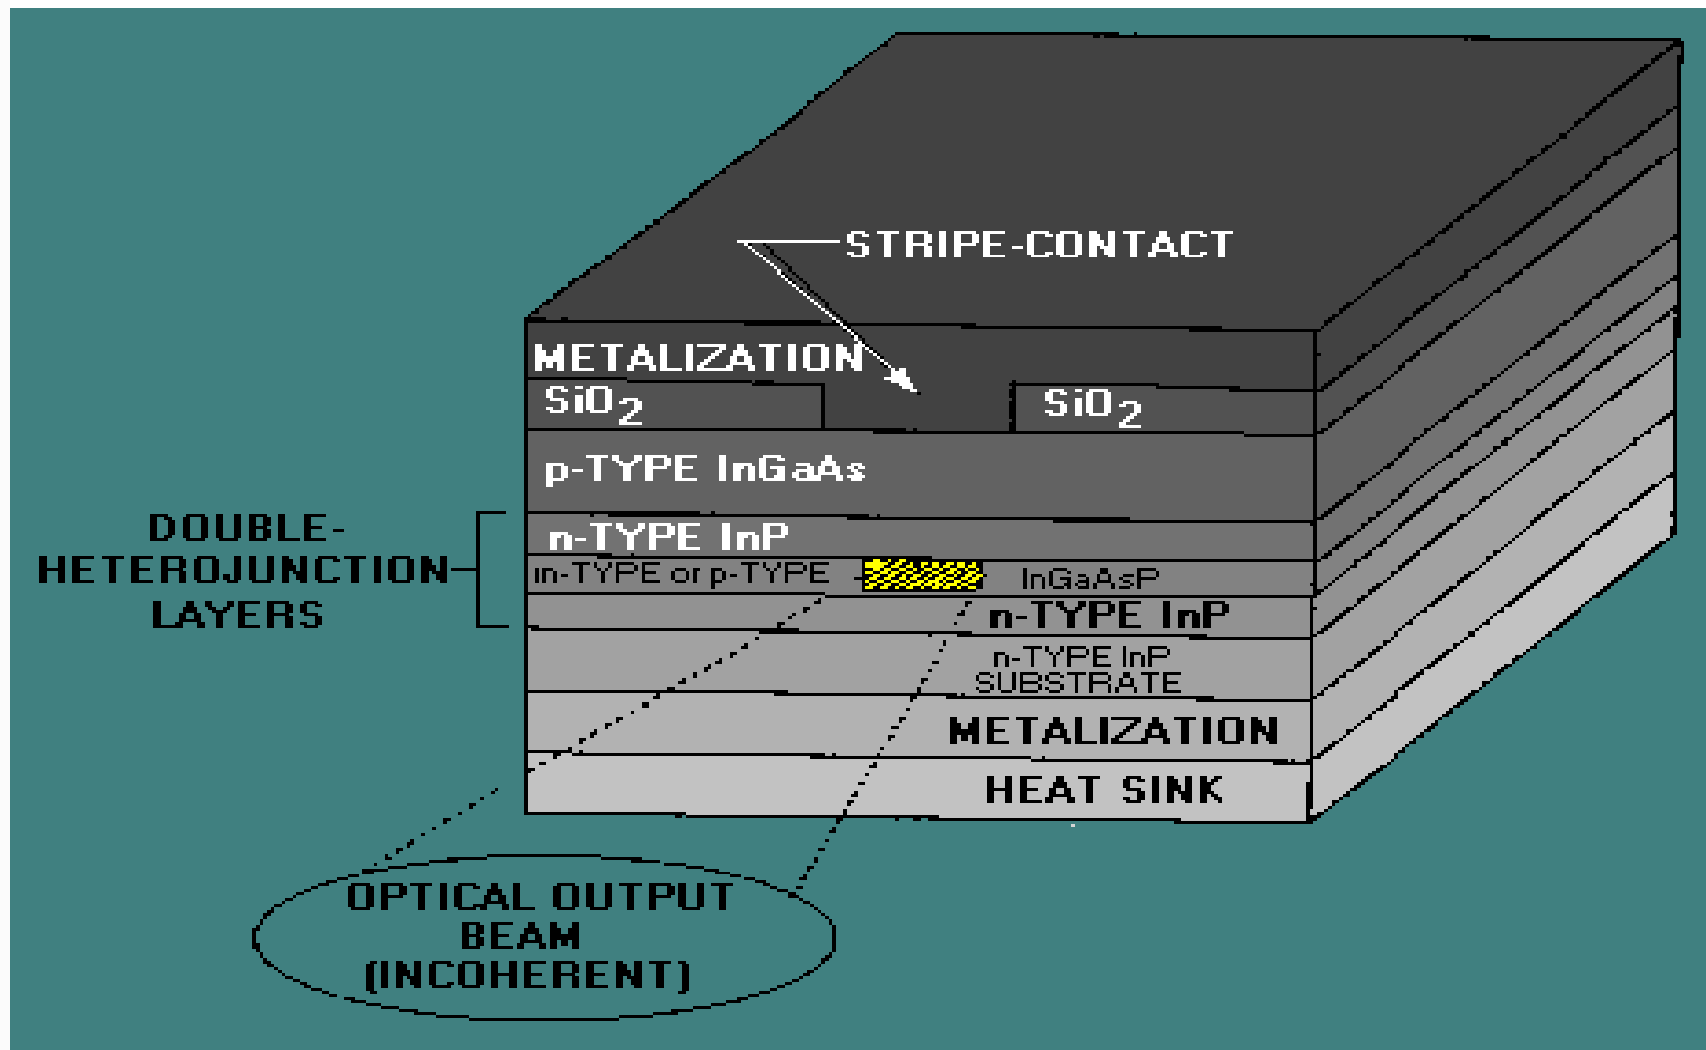 STRIPE-CONTACT
METALIZATION
SiO2
SiO2
p-TYPE InGaAs
DOUBLE-
HETEROJUNCTION
LAYERS
n-TYPE InP
in-TYPE or p-TYPE
InGaAsP
n-TYPE InP
n-TYPE InP
SUBSTRATE
METALIZATION
HEAT SINK
OPTICAL OUTPUT
BEAM
(INCOHERENT)